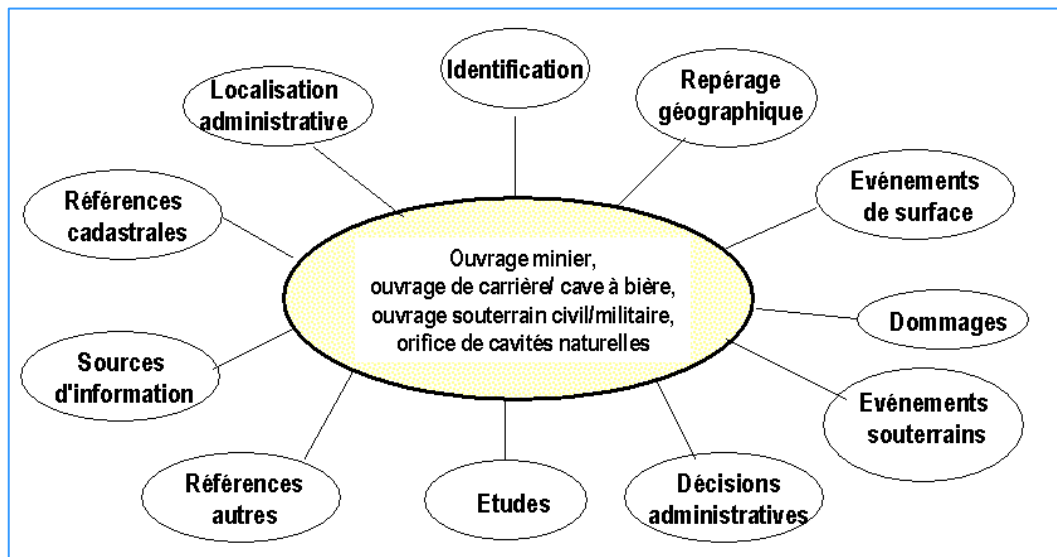 Identification
Repérage
géographique
Localisation
administrative
Evénements
de surface
Références
cadastrales
Ouvrage minier,
ouvrage de carrière/ cave à bière,
ouvrage souterrain civil/militaire,
orifice de cavités naturelles
Dommages
Sources
d'information
Evénements
souterrains
Références
autres
Etudes
Décisions
administratives